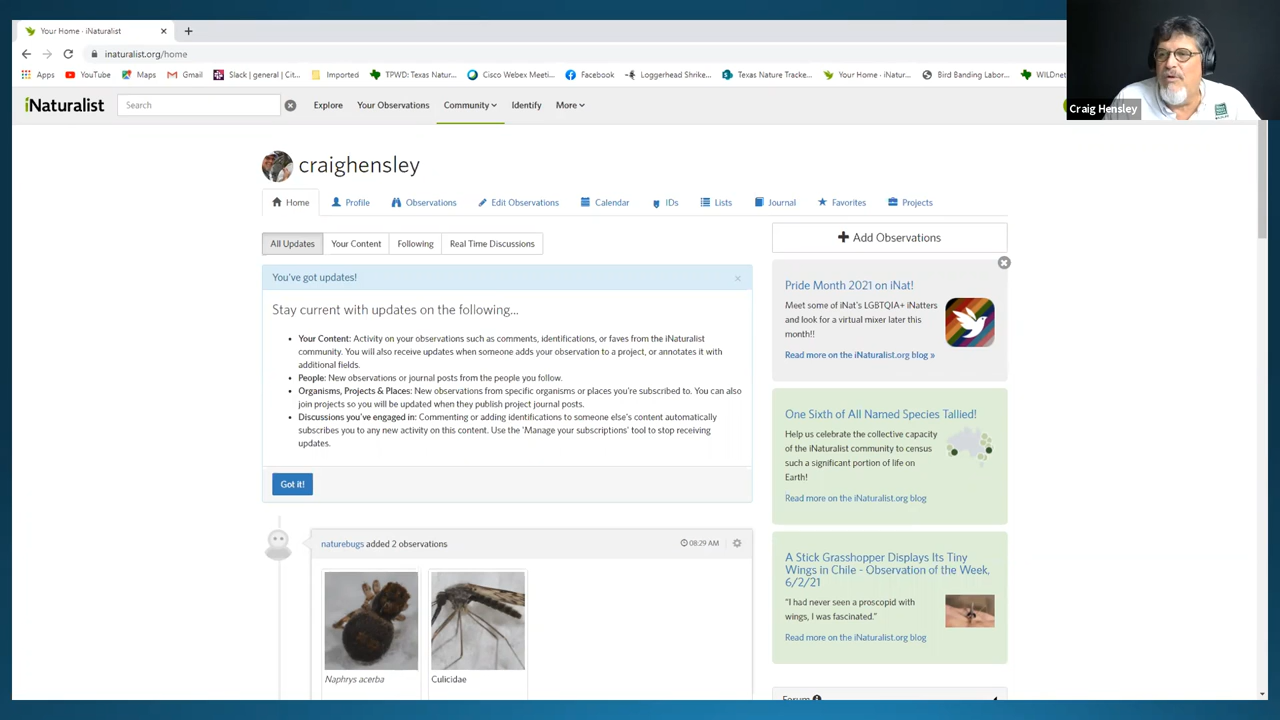 Your Home · iNaturalist
inaturalist.org/home
Apps YouTube Maps Gmail Slack | general | Cit... Imported TPWD: Texas Natur... Cisco Webex Meeti... Facebook Loggerhead Shrike... Texas Nature Tracke... Your Home · iNatur... Bird Banding Labor... WILDnet
Craig Hensley
iNaturalist Search Explore Your Observations Community Identify More
craighensley
Home Profile Observations Edit Observations Calendar IDs Lists Journal Favorites Projects
All Updates Your Content Following Real Time Discussions
You've got updates!
Stay current with updates on the following...
• Your Content: Activity on your observations such as comments, identifications, or faves from the iNaturalist
community. You will also receive updates when someone adds your observation to a project, or annotates it with
additional fields.
• People: New observations or journal posts from the people you follow.
• Organisms, Projects & Places: New observations from specific organisms or places you're subscribed to. You can also
join projects so you will be updated when they publish project journal posts.
• Discussions you've engaged in: Commenting or adding identifications to someone else's content automatically
subscribes you to any new activity on this content. Use the 'Manage your subscriptions' tool to stop receiving
updates.
Got it!
naturebugs added 2 observations 08:29 AM
Naphrys acerba
Culicidae
Add Observations
Pride Month 2021 on iNat!
Meet some of iNat's LGBTQIA+ iNatters
and look for a virtual mixer later this
month!!
Read more on the iNaturalist.org blog »
One Sixth of All Named Species Tallied!
Help us celebrate the collective capacity
of the iNaturalist community to census
such a significant portion of life on
Earth!
Read more on the iNaturalist.org blog
A Stick Grasshopper Displays Its Tiny
Wings in Chile - Observation of the Week,
6/2/21
"I had never seen a proscopid with
wings, I was fascinated."
Read more on the iNaturalist.org blog
Forum